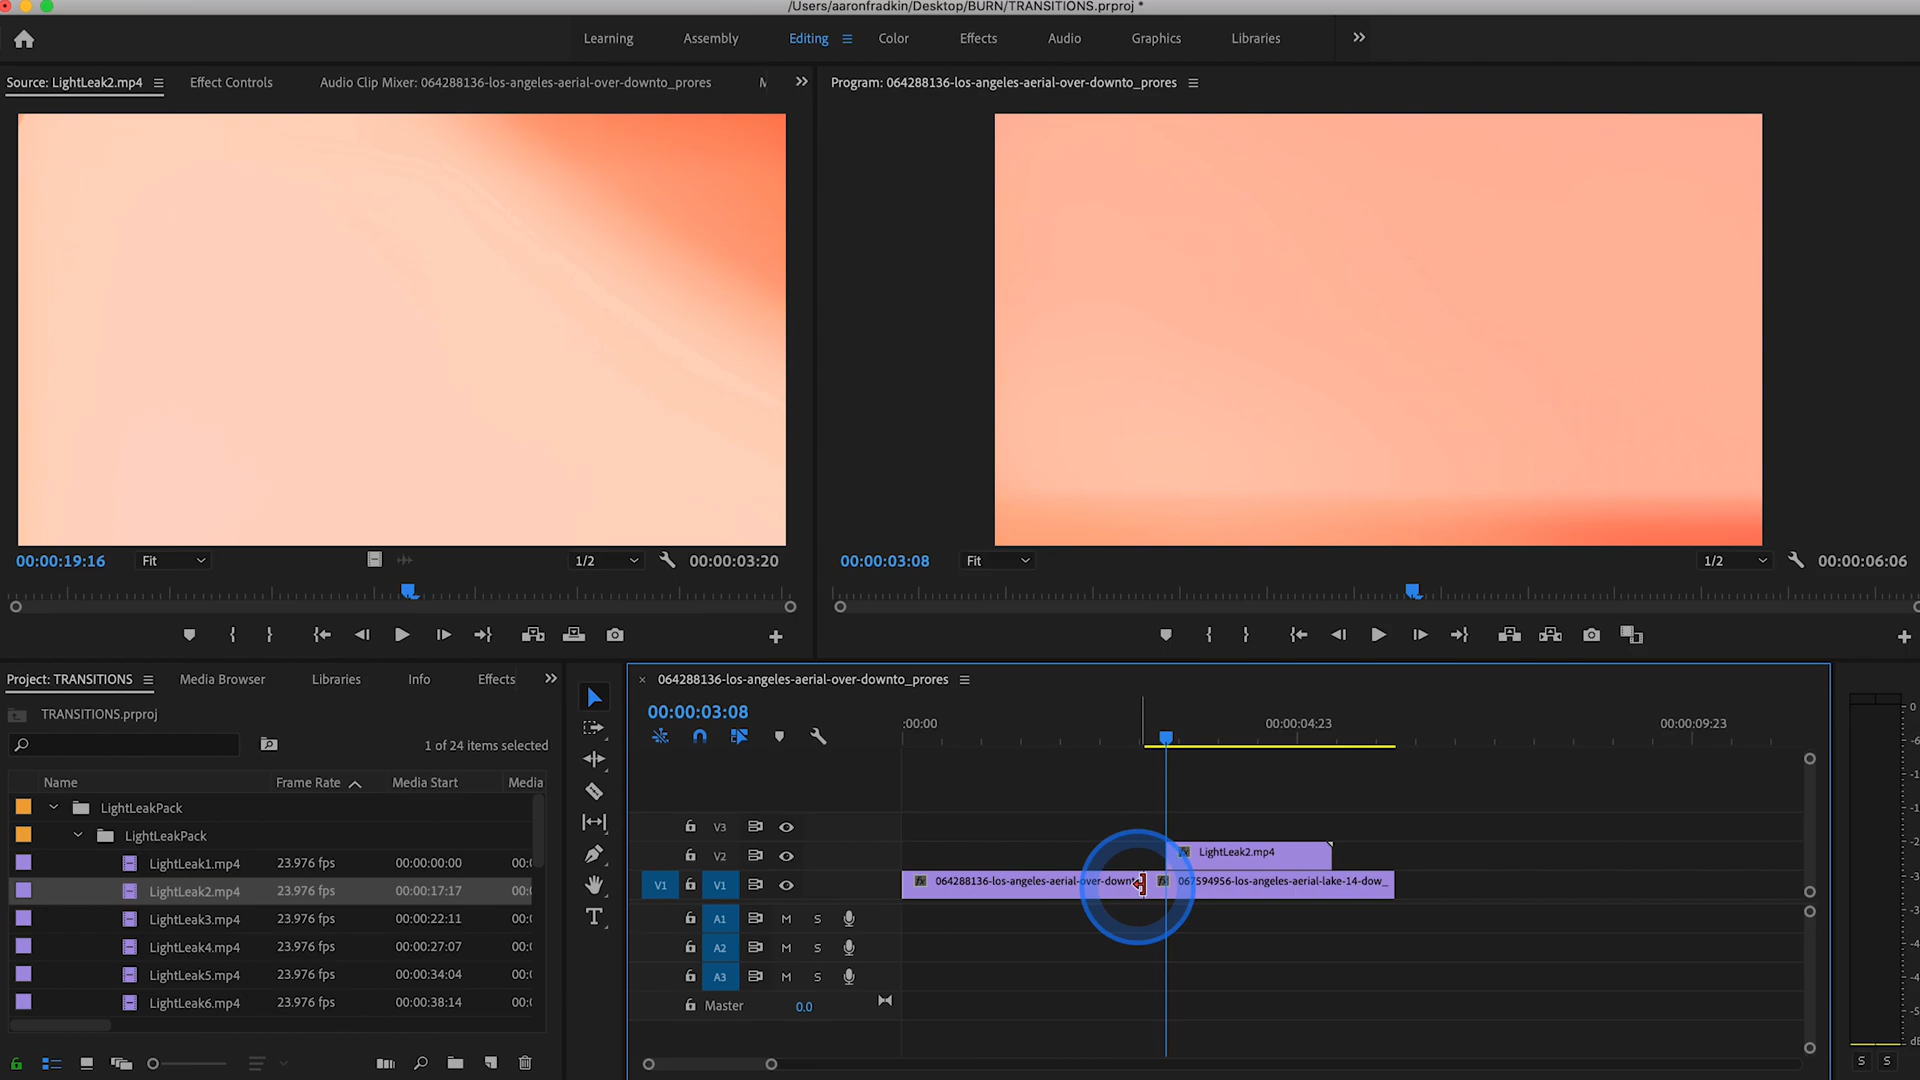 /Users/aaronfradkin/Desktop/BURN/TRANSITIONS.prproj *
Learning Assembly Editing Color Effects Audio Graphics Libraries
Source: LightLeak2.mp4 Effect Controls Audio Clip Mixer: 064288136-los-angeles-aerial-over-downto_prores
Program: 064288136-los-angeles-aerial-over-downto_prores
00:00:19:16 Fit 1/2 00:00:03:20
00:00:03:08 Fit 1/2 00:00:06:06
Project: TRANSITIONS Media Browser Libraries Info Effects
TRANSITIONS.prproj
1 of 24 items selected
Name Frame Rate Media Start Media
LightLeakPack
LightLeakPack
LightLeak1.mp4 23.976 fps 00:00:00:00 00:
LightLeak2.mp4 23.976 fps 00:00:17:17 00:
LightLeak3.mp4 23.976 fps 00:00:22:11 00:
LightLeak4.mp4 23.976 fps 00:00:27:07 00:
LightLeak5.mp4 23.976 fps 00:00:34:04 00:
LightLeak6.mp4 23.976 fps 00:00:38:14 00:
064288136-los-angeles-aerial-over-downto_prores
00:00:03:08
:00:00 00:00:04:23 00:00:09:23
V3
V2 LightLeak2.mp4
V1 V1 064288136-los-angeles-aerial-over-downt 067594956-los-angeles-aerial-lake-14-dow_
A1 M S
A2 M S
A3 M S
Master 0.0
0
dB
S S